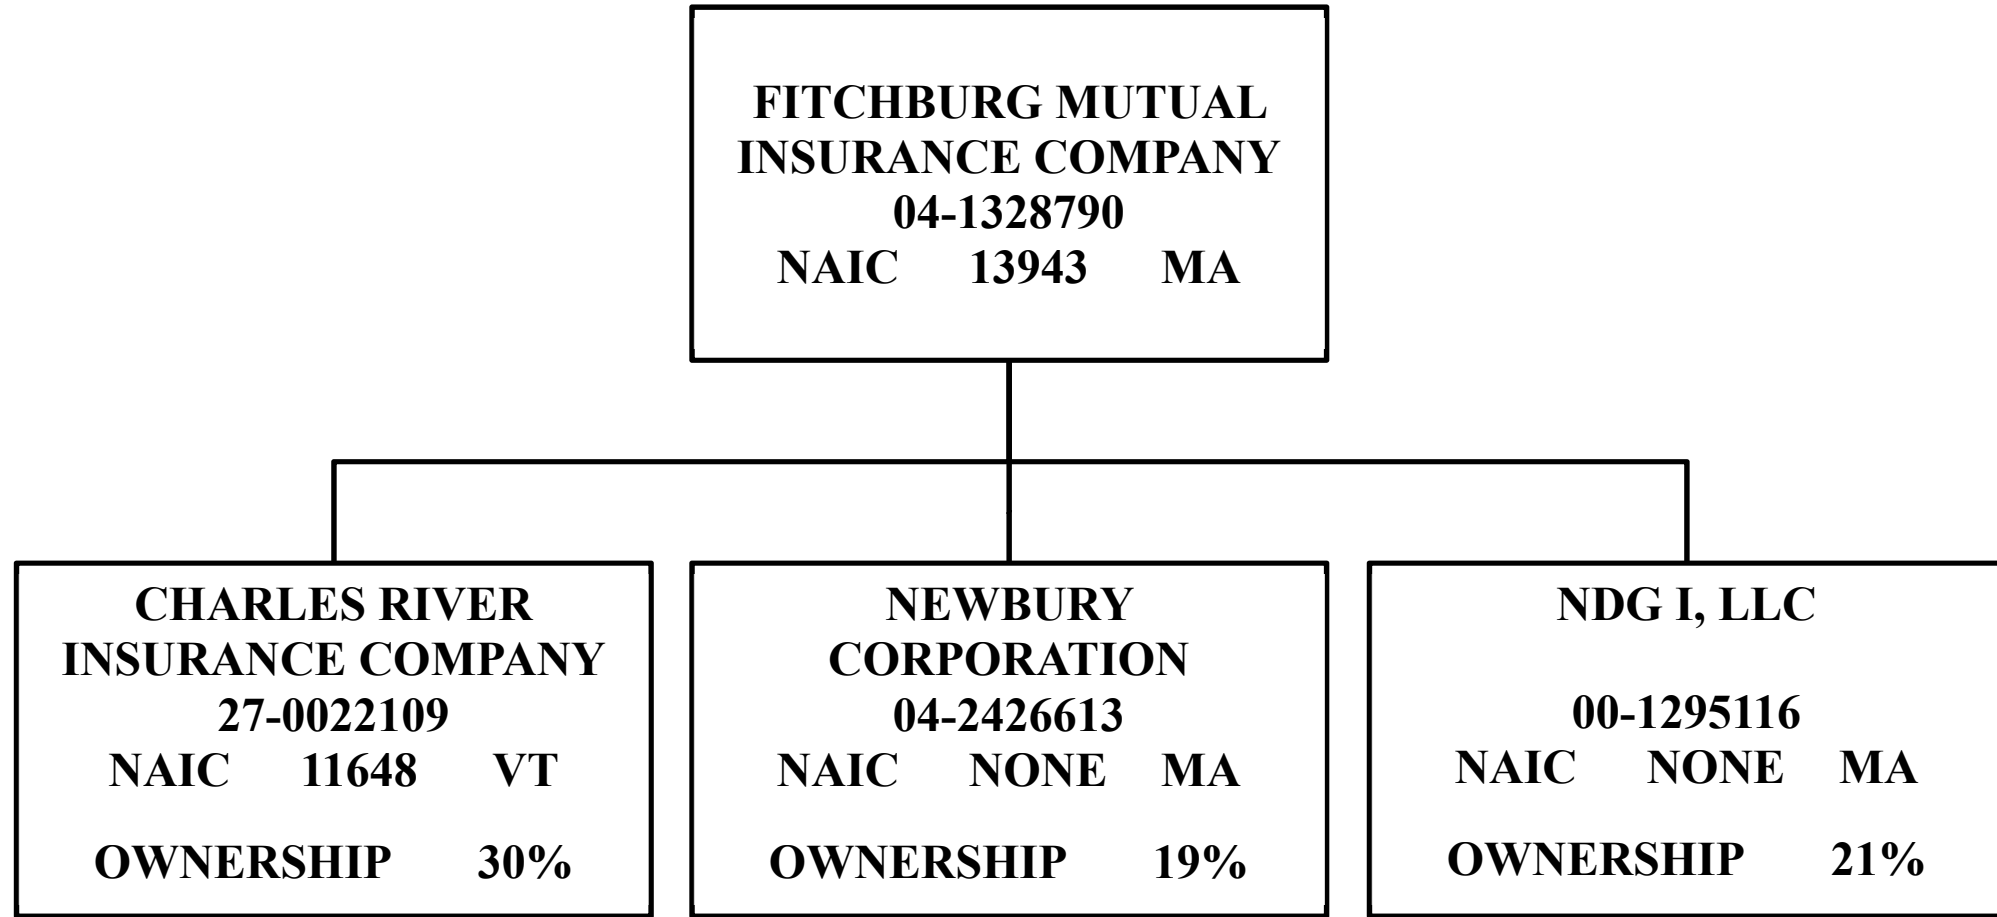 FITCHBURG MUTUAL
INSURANCE COMPANY
04-1328790
NAIC 13943 MA
CHARLES RIVER
INSURANCE COMPANY
27-0022109
NAIC 11648 VT
OWNERSHIP 30%
NEWBURY
CORPORATION
04-2426613
NAIC NONE MA
OWNERSHIP 19%
NDG I, LLC
00-1295116
NAIC NONE MA
OWNERSHIP 21%